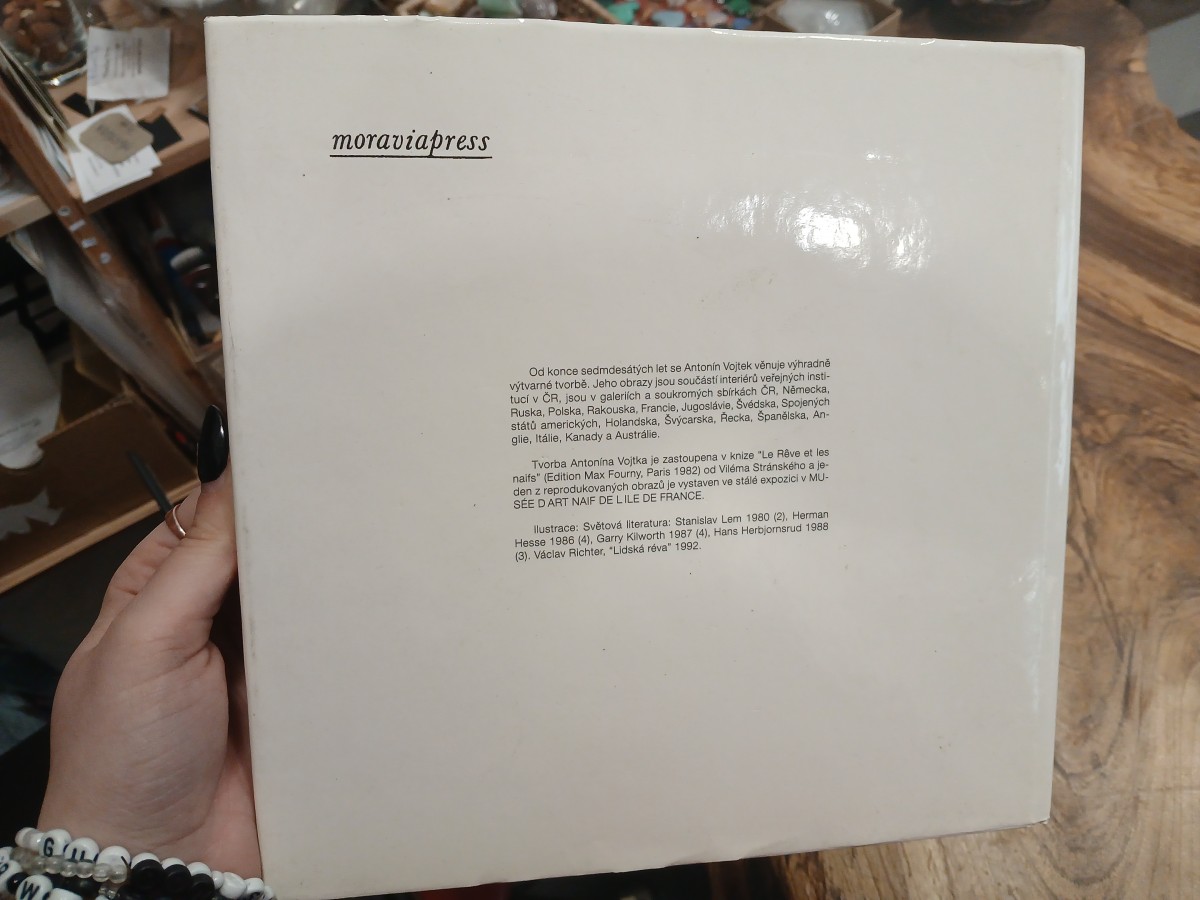 moraviapress
Od konce sedmdesátých let se Antonín Vojtek věnuje výhradně
výtvarné tvorbě. Jeho obrazy jsou součástí interiérů veřejných insti-
tucí v ČR, jsou v galeriích a soukromých sbírkách ČR, Německa,
Ruska, Polska, Rakouska, Francie, Jugoslávie, Švédska, Spojených
států amerických, Holandska, Švýcarska, Řecka, Španělska, An-
glie, Itálie, Kanady a Austrálie.
Tvorba Antonína Vojtka je zastoupena v knize "Le Rêve et les
naifs" (Edition Max Fourny, Paris 1982) od Viléma Stránského a je-
den z reprodukovaných obrazů je vystaven ve stálé expozici v MU-
SÉE D ART NAIF DE L ILE DE FRANCE.
Ilustrace: Světová literatura: Stanislav Lem 1980 (2), Herman
Hesse 1986 (4), Garry Kilworth 1987 (4), Hans Herbjornsrud 1988
(3). Václav Richter, "Lidská réva" 1992.
G
W